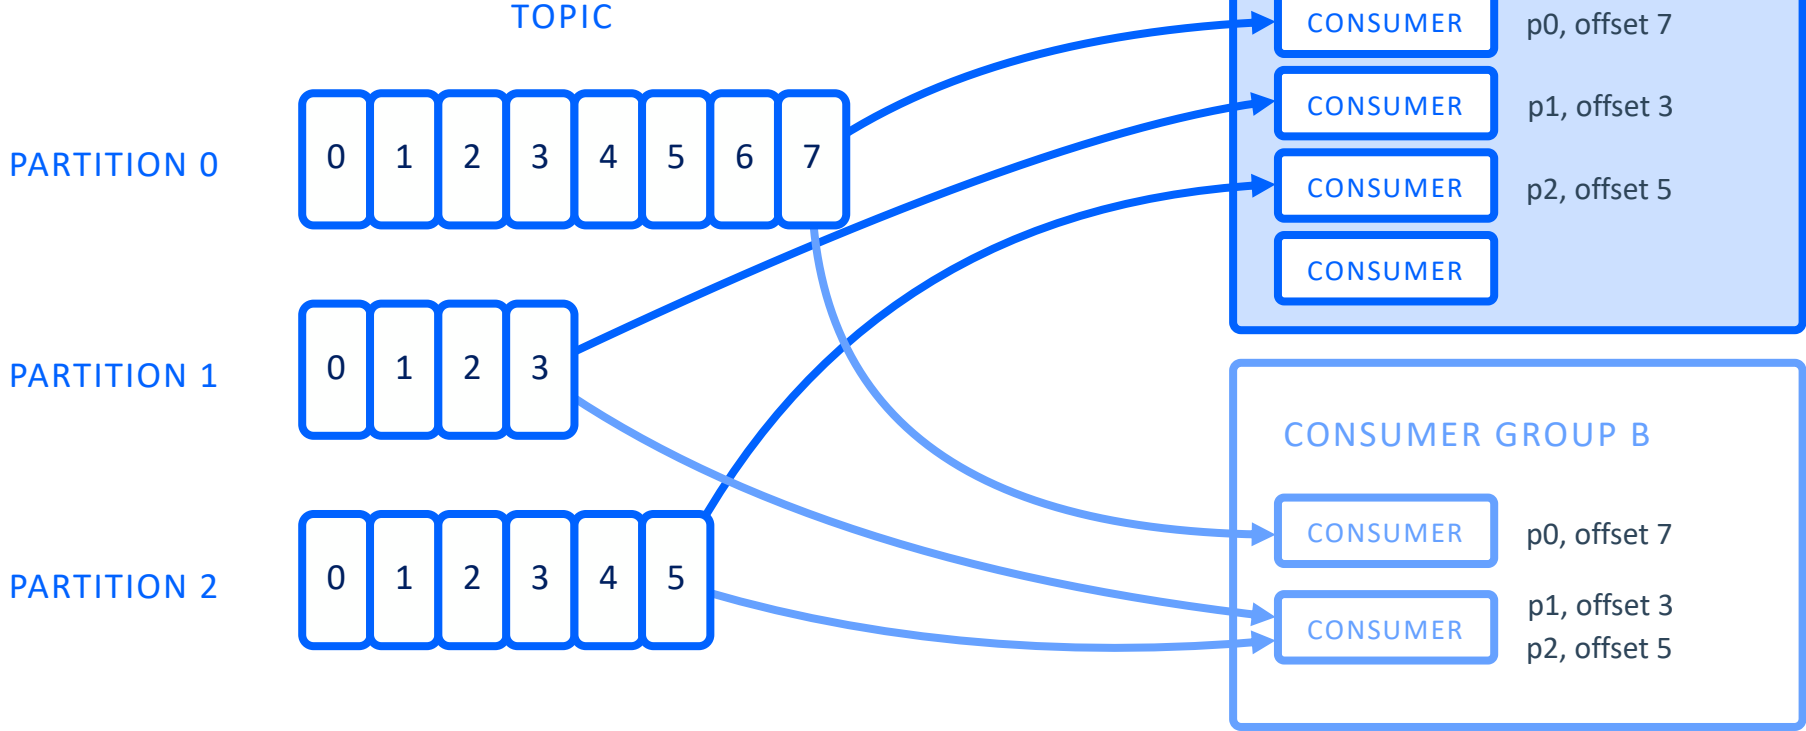 TOPIC
PARTITION 0
0 1 2 3 4 5 6 7
PARTITION 1
0 1 2 3
PARTITION 2
0 1 2 3 4 5
CONSUMER p0, offset 7
CONSUMER p1, offset 3
CONSUMER p2, offset 5
CONSUMER
CONSUMER GROUP B
CONSUMER p0, offset 7
CONSUMER p1, offset 3
p2, offset 5